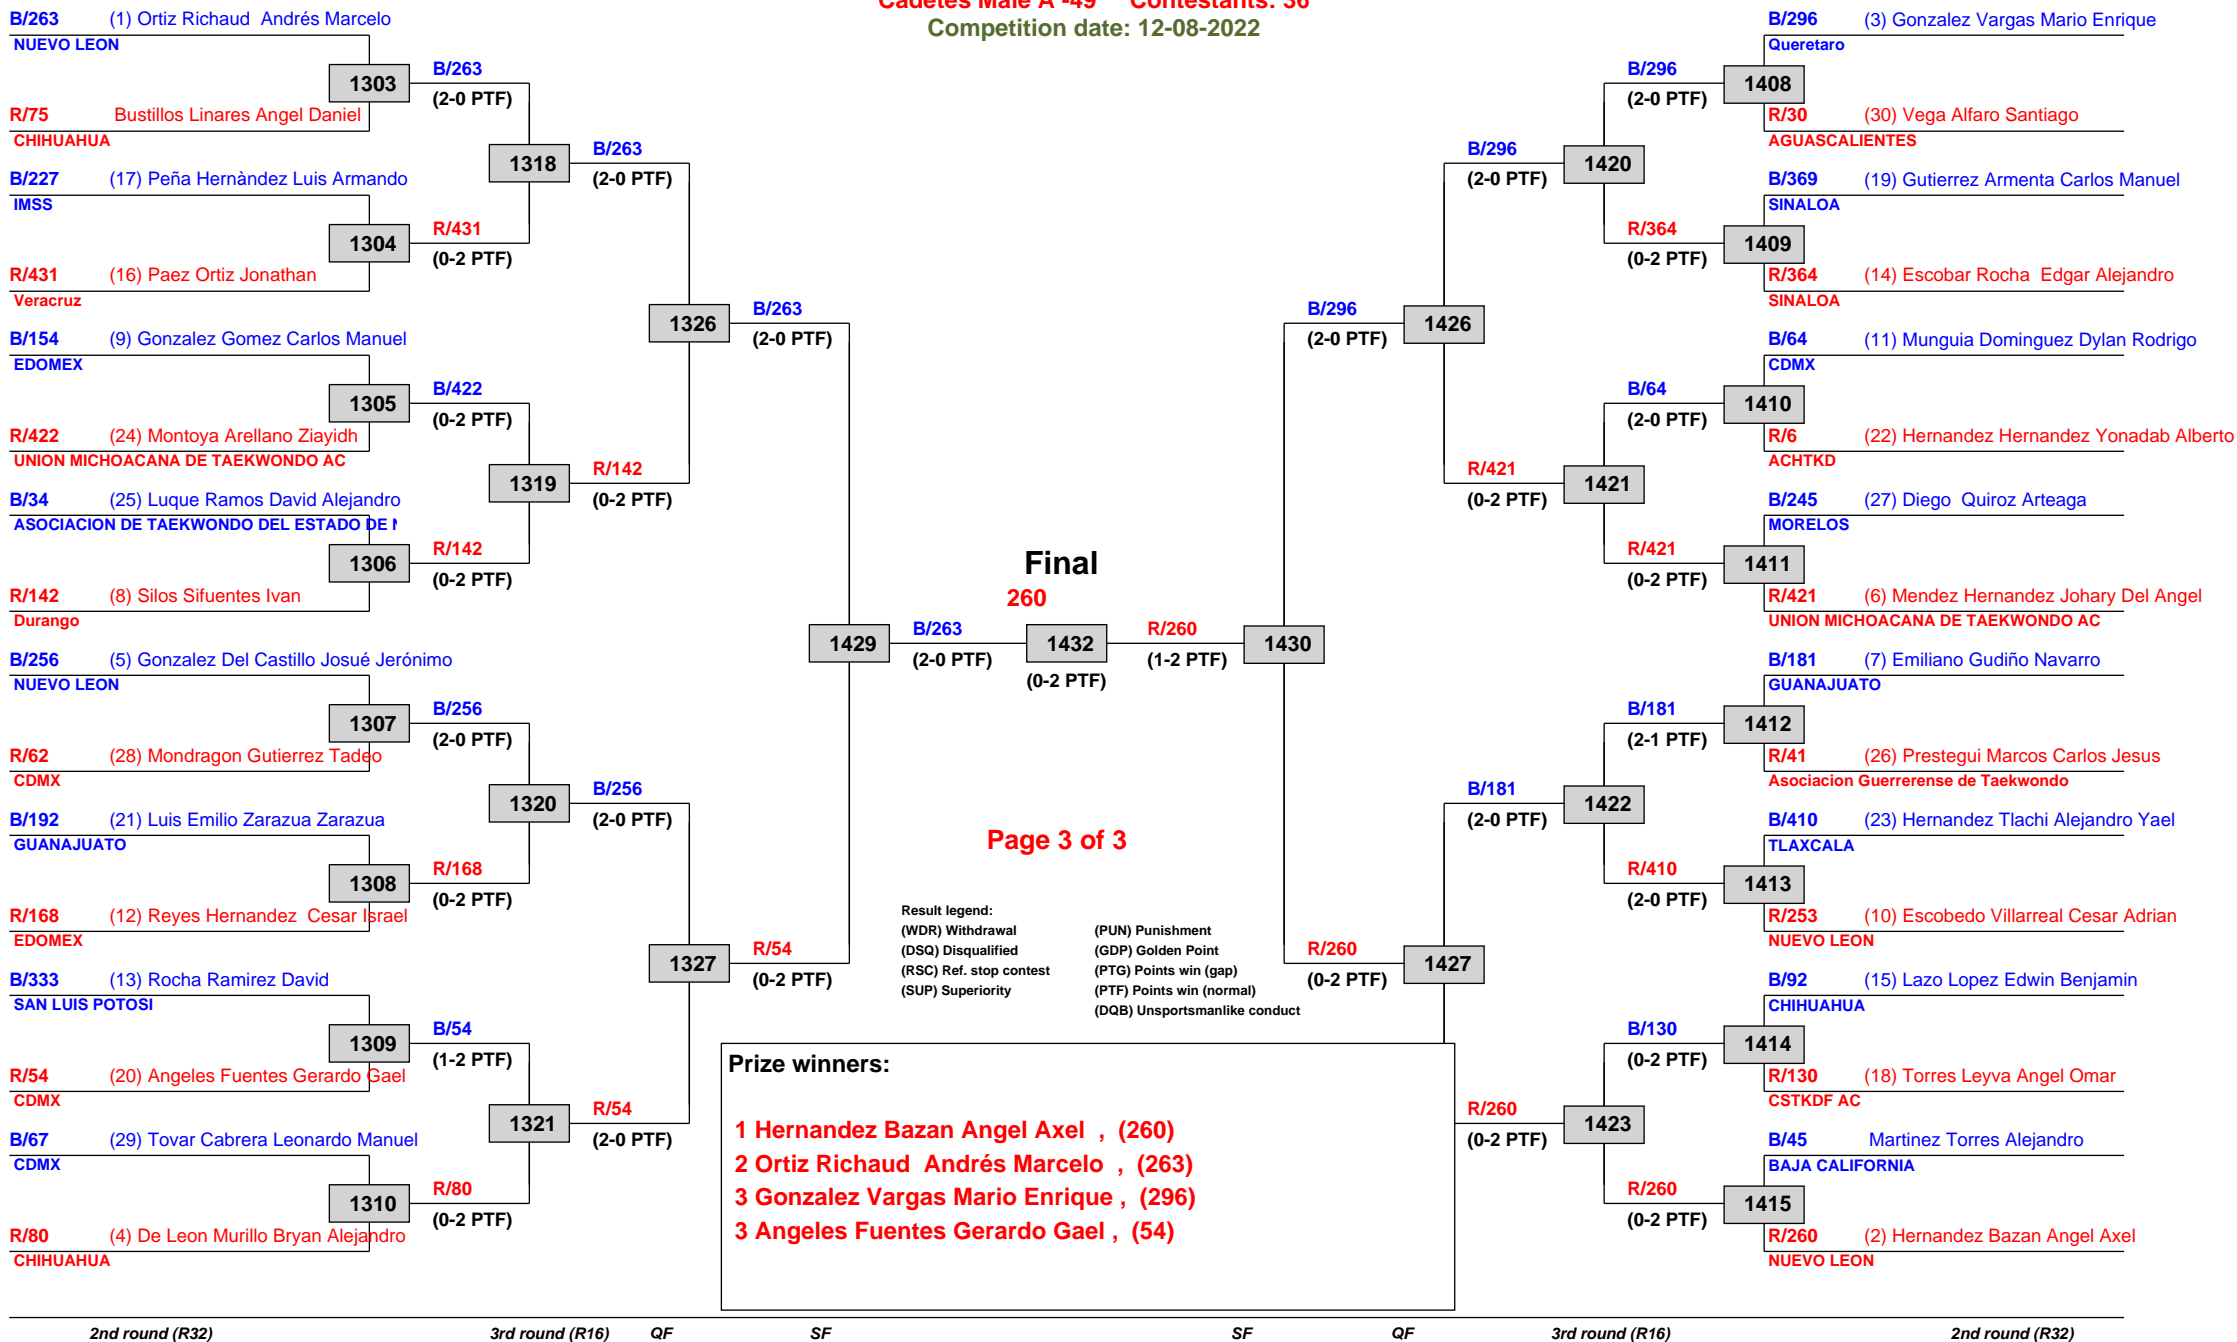 Cadetes Male A -49 Contestants: 36
Competition date: 12-08-2022
B/263 (1) Ortiz Richaud Andrés Marcelo
NUEVO LEON
1303
B/263
(2-0 PTF)
R/75 Bustillos Linares Angel Daniel
CHIHUAHUA
1318
B/263
(2-0 PTF)
B/227 (17) Peña Hernàndez Luis Armando
IMSS
1304
R/431
(0-2 PTF)
R/431 (16) Paez Ortiz Jonathan
Veracruz
1326
B/263
(2-0 PTF)
B/154 (9) Gonzalez Gomez Carlos Manuel
EDOMEX
1305
B/422
(0-2 PTF)
R/422 (24) Montoya Arellano Ziayidh
UNION MICHOACANA DE TAEKWONDO AC
1319
R/142
(0-2 PTF)
B/34 (25) Luque Ramos David Alejandro
ASOCIACION DE TAEKWONDO DEL ESTADO DE
1306
R/142
(0-2 PTF)
R/142 (8) Silos Sifuentes Ivan
Durango
1429
B/263
(2-0 PTF)
B/256 (5) Gonzalez Del Castillo Josué Jerónimo
NUEVO LEON
1307
B/256
(2-0 PTF)
R/62 (28) Mondragon Gutierrez Tadeo
CDMX
1320
B/256
(2-0 PTF)
B/192 (21) Luis Emilio Zarazua Zarazua
GUANAJUATO
1308
R/168
(0-2 PTF)
R/168 (12) Reyes Hernandez Cesar Israel
EDOMEX
1327
R/54
(0-2 PTF)
B/333 (13) Rocha Ramirez David
SAN LUIS POTOSI
1309
B/54
(1-2 PTF)
R/54 (20) Angeles Fuentes Gerardo Gael
CDMX
1321
R/54
(2-0 PTF)
B/67 (29) Tovar Cabrera Leonardo Manuel
CDMX
1310
R/80
(0-2 PTF)
R/80 (4) De Leon Murillo Bryan Alejandro
CHIHUAHUA
Final
260
1432
(0-2 PTF)
R/260
(1-2 PTF)
1430
B/296 (3) Gonzalez Vargas Mario Enrique
Queretaro
B/296
(2-0 PTF)
1408
R/30 (30) Vega Alfaro Santiago
AGUASCALIENTES
B/296
(2-0 PTF)
1420
B/369 (19) Gutierrez Armenta Carlos Manuel
SINALOA
R/364
(0-2 PTF)
1409
R/364 (14) Escobar Rocha Edgar Alejandro
SINALOA
B/296
(2-0 PTF)
1426
B/64 (11) Munguia Dominguez Dylan Rodrigo
CDMX
B/64
(2-0 PTF)
1410
R/6 (22) Hernandez Hernandez Yonadab Alberto
ACHTKD
R/421
(0-2 PTF)
1421
B/245 (27) Diego Quiroz Arteaga
MORELOS
R/421
(0-2 PTF)
1411
R/421 (6) Mendez Hernandez Johary Del Angel
UNION MICHOACANA DE TAEKWONDO AC
B/181 (7) Emiliano Gudiño Navarro
GUANAJUATO
B/181
(2-1 PTF)
1412
R/41 (26) Prestegui Marcos Carlos Jesus
Asociacion Guerrerense de Taekwondo
B/181
(2-0 PTF)
1422
B/410 (23) Hernandez Tlachi Alejandro Yael
TLAXCALA
R/410
(2-0 PTF)
1413
R/253 (10) Escobedo Villarreal Cesar Adrian
NUEVO LEON
R/260
(0-2 PTF)
1427
B/92 (15) Lazo Lopez Edwin Benjamin
CHIHUAHUA
B/130
(0-2 PTF)
1414
R/130 (18) Torres Leyva Angel Omar
CSTKDF AC
R/260
(0-2 PTF)
1423
B/45 Martinez Torres Alejandro
BAJA CALIFORNIA
R/260
(0-2 PTF)
1415
R/260 (2) Hernandez Bazan Angel Axel
NUEVO LEON
Page 3 of 3
Result legend:
(WDR) Withdrawal (PUN) Punishment
(DSQ) Disqualified (GDP) Golden Point
(RSC) Ref. stop contest (PTG) Points win (gap)
(SUP) Superiority (PTF) Points win (normal)
(DQB) Unsportsmanlike conduct
Prize winners:
1 Hernandez Bazan Angel Axel , (260)
2 Ortiz Richaud Andrés Marcelo , (263)
3 Gonzalez Vargas Mario Enrique , (296)
3 Angeles Fuentes Gerardo Gael , (54)
2nd round (R32) 3rd round (R16) QF SF SF QF 3rd round (R16) 2nd round (R32)